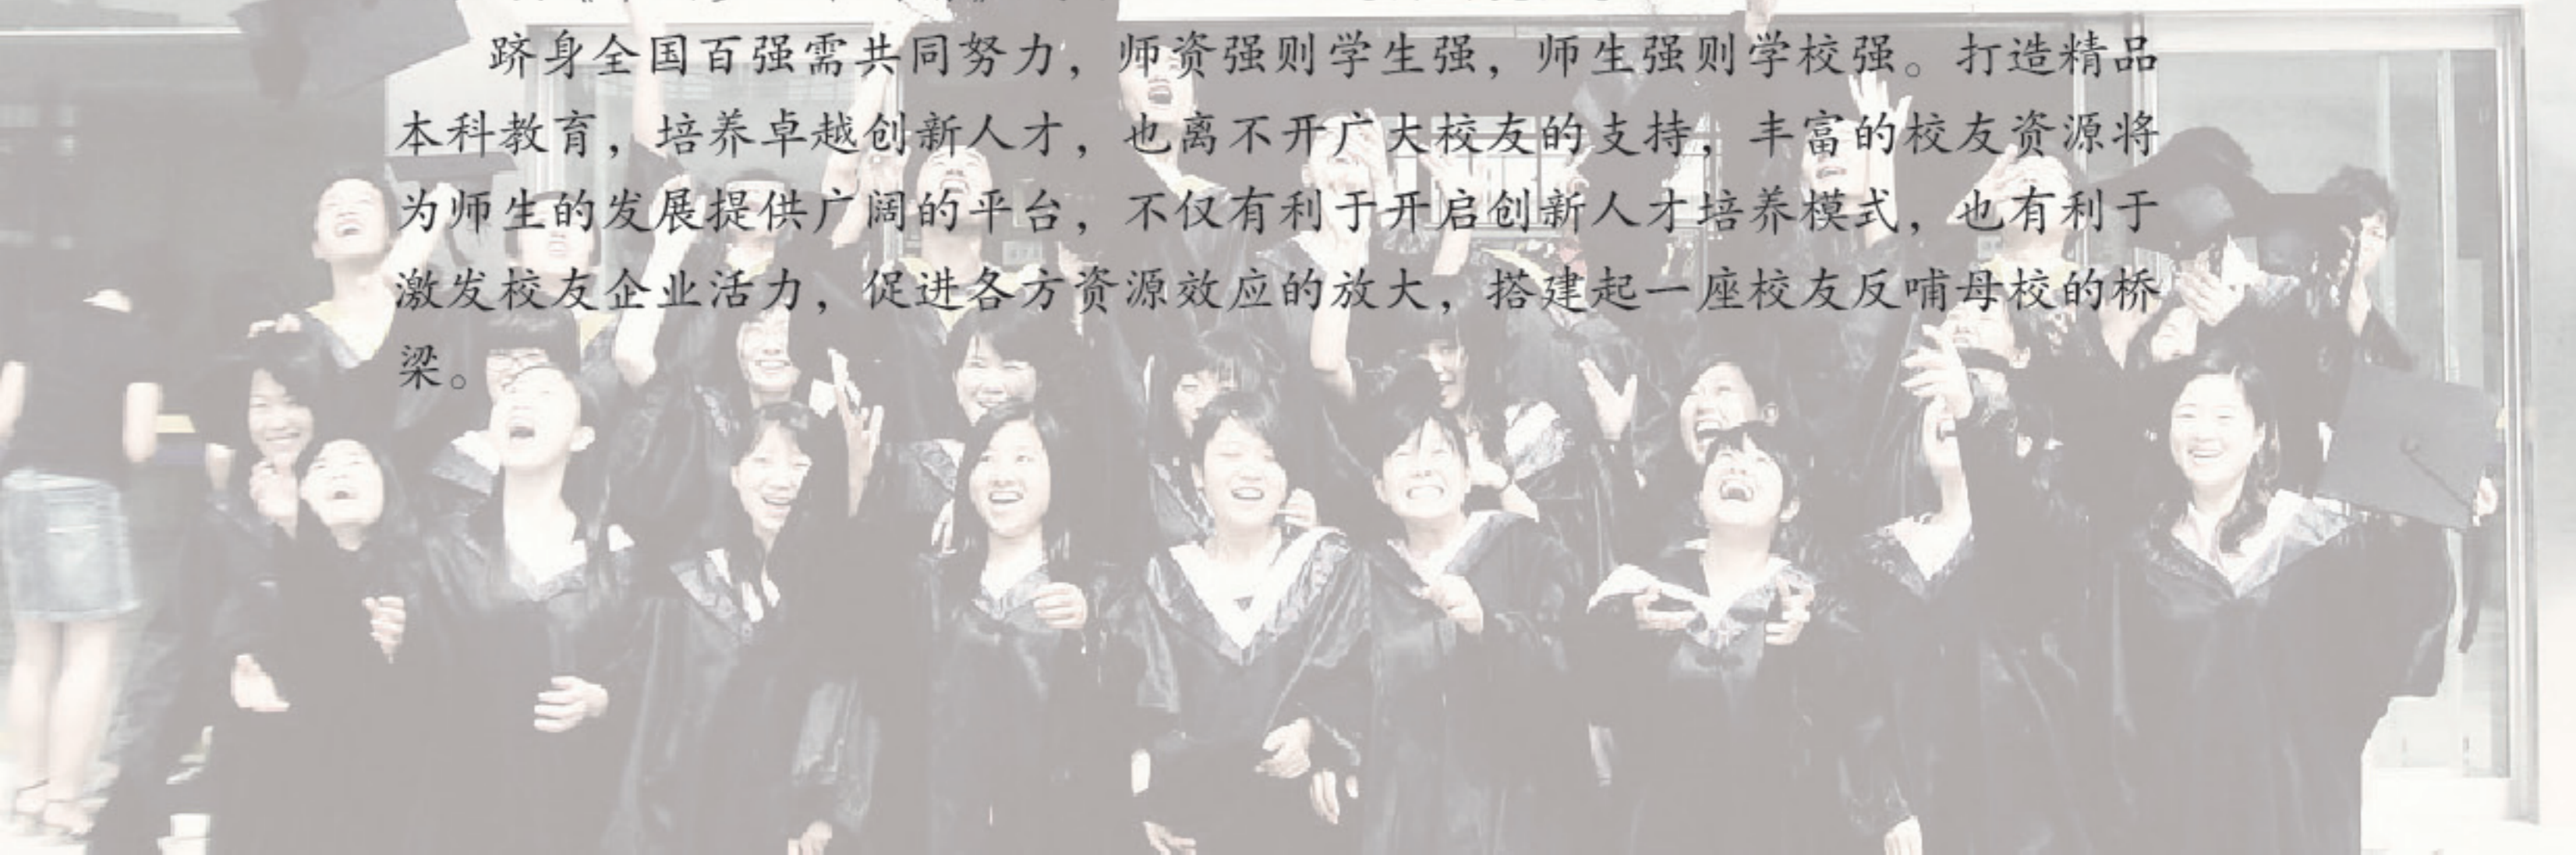 跻身全国百强需共同努力，师资强则学生强，师生强则学校强。打造精品
本科教育，培养卓越创新人才，也离不开广大校友的支持，丰富的校友资源将
为师生的发展提供广阔的平台，不仅有利于开启创新人才培养模式，也有利于
激发校友企业活力，促进各方资源效应的放大，搭建起一座校友反哺母校的桥
梁。